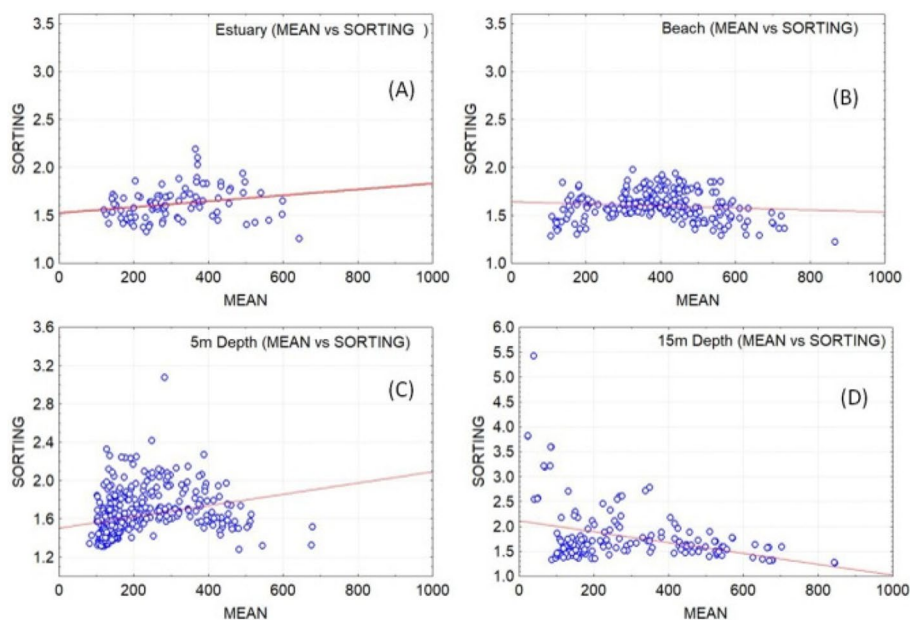 Estuary (MEAN vs SORTING )
(A)
SORTING
3.5
3.0
2.5
2.0
1.5
1.0
0 200 400 600 800 1000
MEAN
Beach (MEAN vs SORTING)
(B)
SORTING
3.5
3.0
2.5
2.0
1.5
1.0
0 200 400 600 800 1000
MEAN
5m Depth (MEAN vs SORTING)
(C)
SORTING
3.6
3.2
2.8
2.4
2.0
1.6
1.2
0 200 400 600 800 1000
MEAN
15m Depth (MEAN vs SORTING)
(D)
SORTING
6.0
5.5
5.0
4.5
4.0
3.5
3.0
2.5
2.0
1.5
1.0
0 200 400 600 800 1000
MEAN